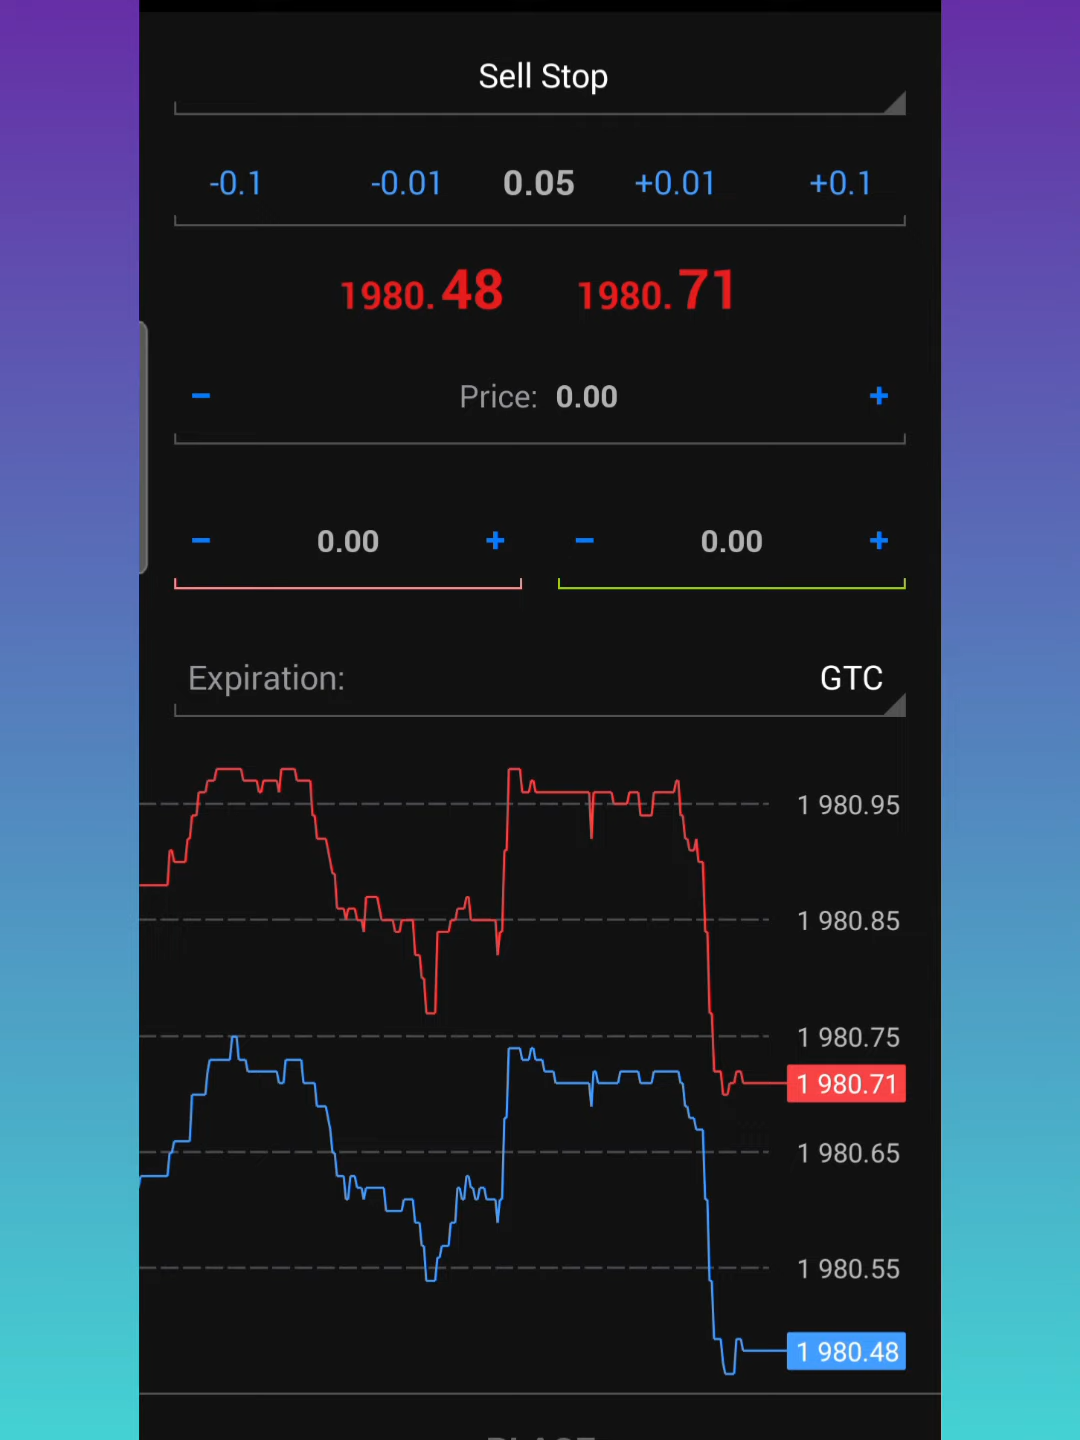 Sell Stop
-0.1 -0.01 0.05 +0.01 +0.1
1980.48 1980.71
- Price: 0.00 +
- 0.00 + - 0.00 +
Expiration: GTC
1 980.95
1 980.85
1 980.75
1 980.71
1 980.65
1 980.55
1 980.48